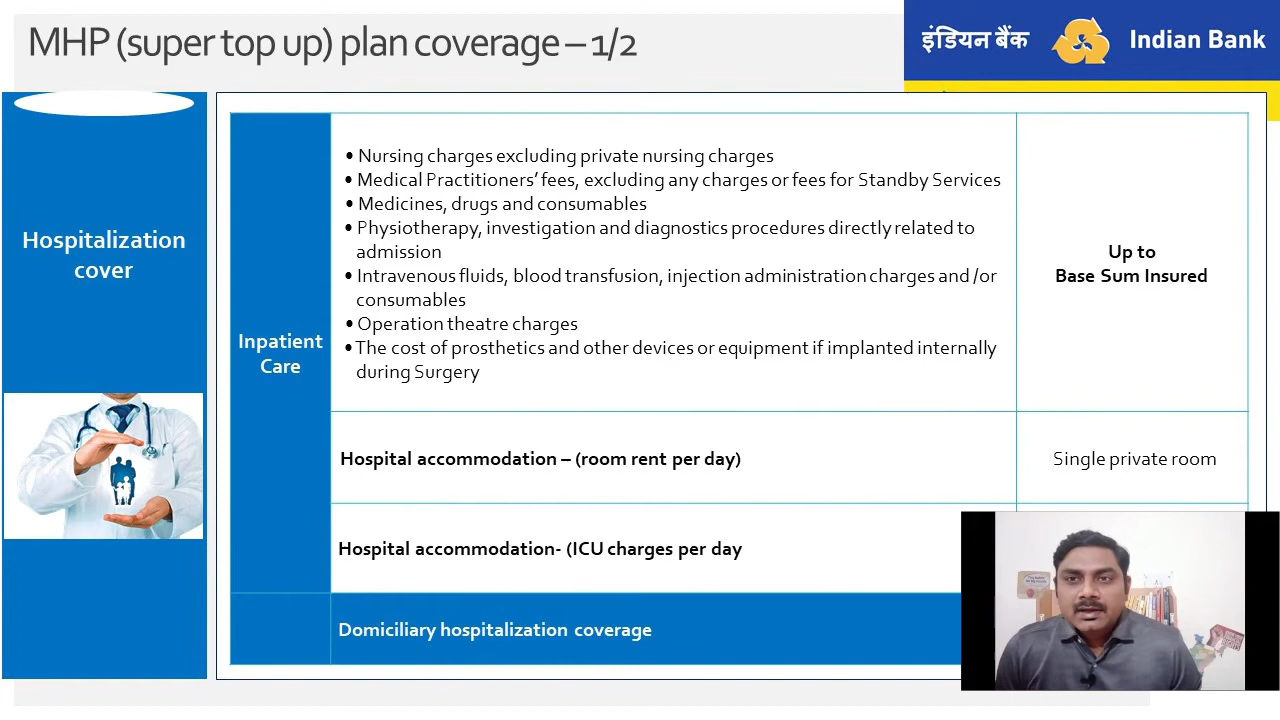 MHP (super top up) plan coverage – 1/2
इंडियन बैंक Indian Bank
Hospitalization
cover
Inpatient
Care
• Nursing charges excluding private nursing charges
• Medical Practitioners’ fees, excluding any charges or fees for Standby Services
• Medicines, drugs and consumables
• Physiotherapy, investigation and diagnostics procedures directly related to
admission
• Intravenous fluids, blood transfusion, injection administration charges and /or
consumables
• Operation theatre charges
• The cost of prosthetics and other devices or equipment if implanted internally
during Surgery
Up to
Base Sum Insured
Hospital accommodation – (room rent per day)
Single private room
Hospital accommodation- (ICU charges per day
Domiciliary hospitalization coverage